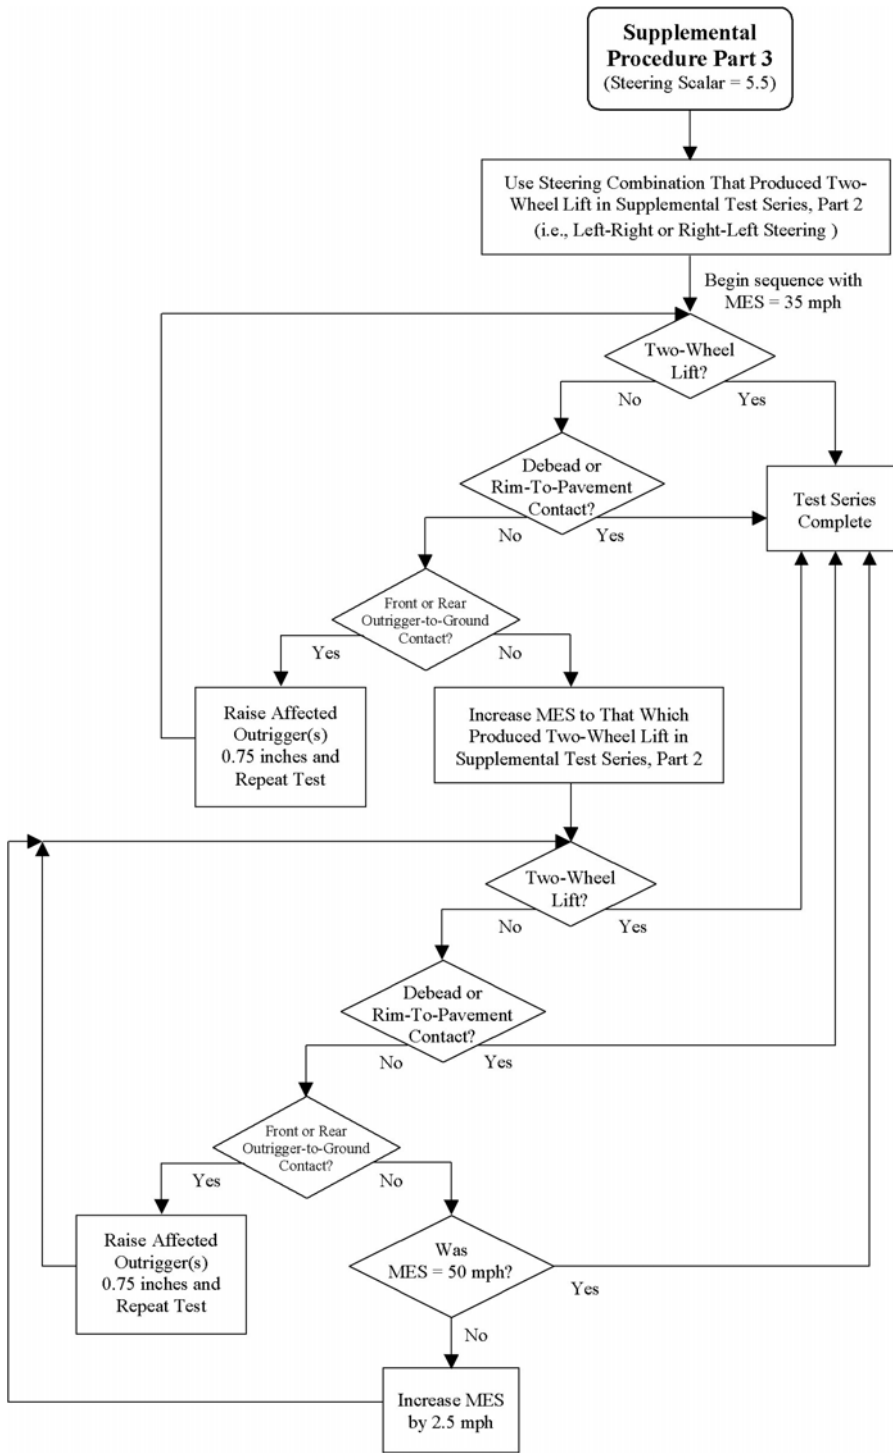 Supplemental
Procedure Part 3
(Steering Scalar = 5.5)
Use Steering Combination That Produced Two-
Wheel Lift in Supplemental Test Series, Part 2
(i.e., Left-Right or Right-Left Steering )
Begin sequence with
MES = 35 mph
Two-Wheel
Lift?
No
Yes
Debead or
Rim-To-Pavement
Contact?
Test Series
Complete
No
Yes
Front or Rear
Outrigger-to-Ground
Contact?
Yes
No
Raise Affected
Outrigger(s)
0.75 inches and
Repeat Test
Increase MES to That Which
Produced Two-Wheel Lift in
Supplemental Test Series, Part 2
Two-Wheel
Lift?
No
Yes
Debead or
Rim-To-Pavement
Contact?
No
Yes
Front or Rear
Outrigger-to-Ground
Contact?
Yes
No
Raise Affected
Outrigger(s)
0.75 inches and
Repeat Test
Was
MES = 50 mph?
Yes
No
Increase MES
by 2.5 mph